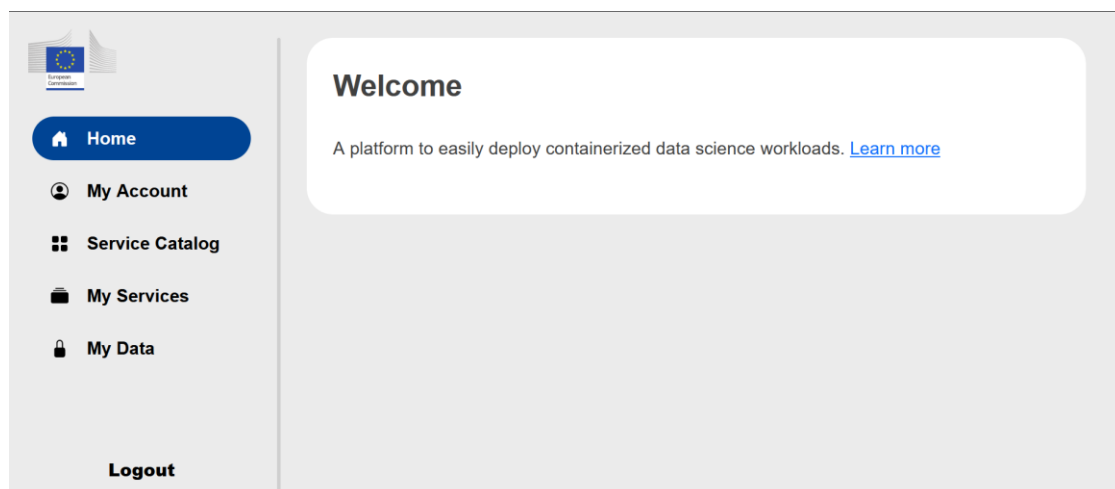 European
Commission
Home
My Account
Service Catalog
My Services
My Data
Logout
Welcome
A platform to easily deploy containerized data science workloads. Learn more